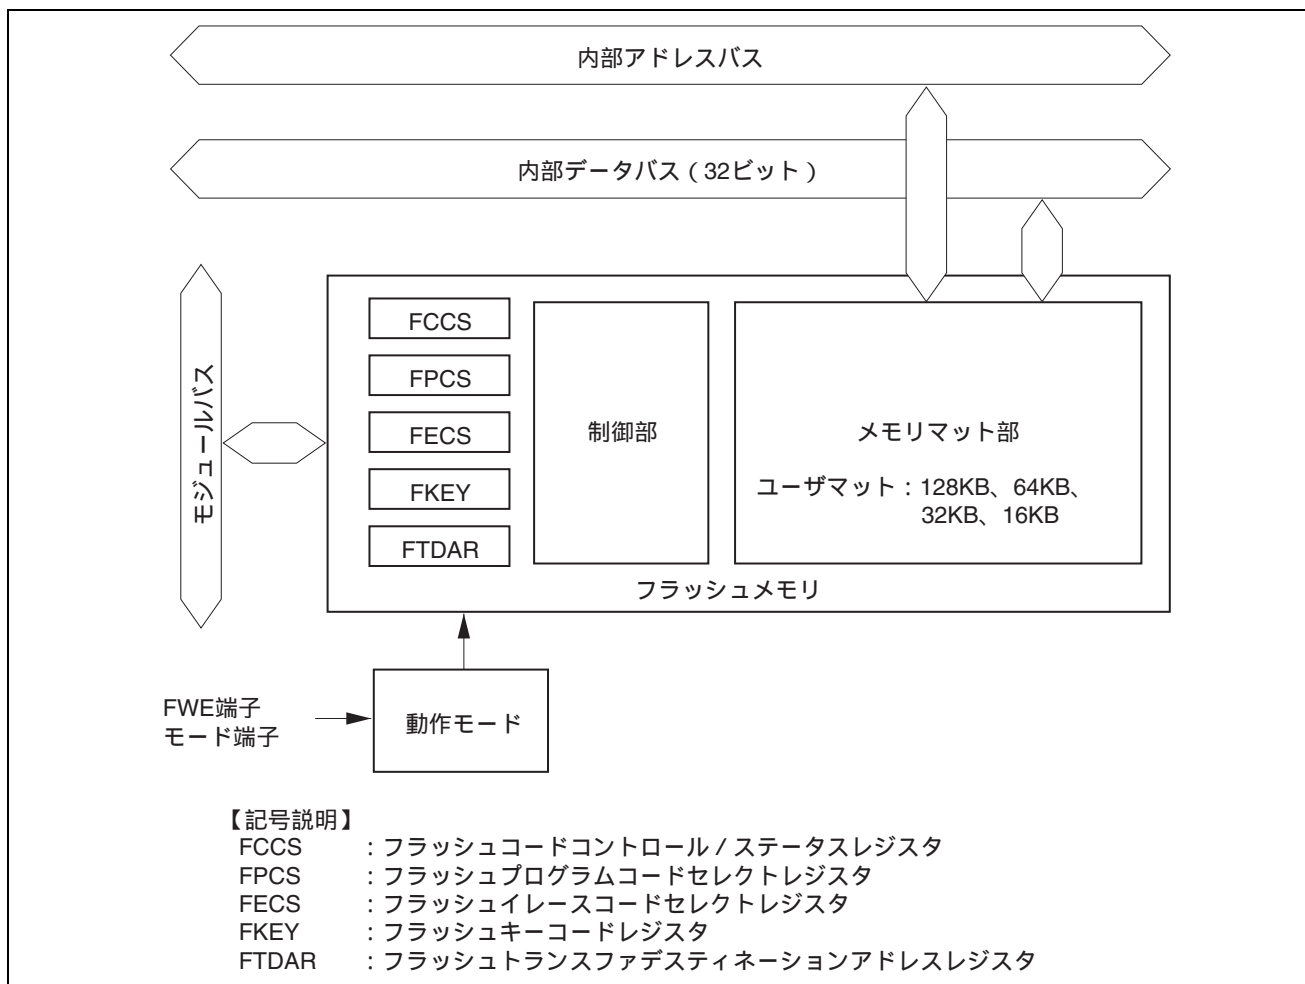 内部アドレスバス
内部データバス ( 32ビット )
モジュールバス
FCCS
FPCS
FECS
FKEY
FTDAR
制御部
メモリマット部
ユーザマット : 128KB、64KB、
32KB、16KB
フラッシュメモリ
FWE端子
モード端子
動作モード
【記号説明】
FCCS : フラッシュコードコントロール / ステータスレジスタ
FPCS : フラッシュプログラムコードセレクトレジスタ
FECS : フラッシュイレースコードセレクトレジスタ
FKEY : フラッシュキーコードレジスタ
FTDAR : フラッシュトランスファデスティネーションアドレスレジスタ